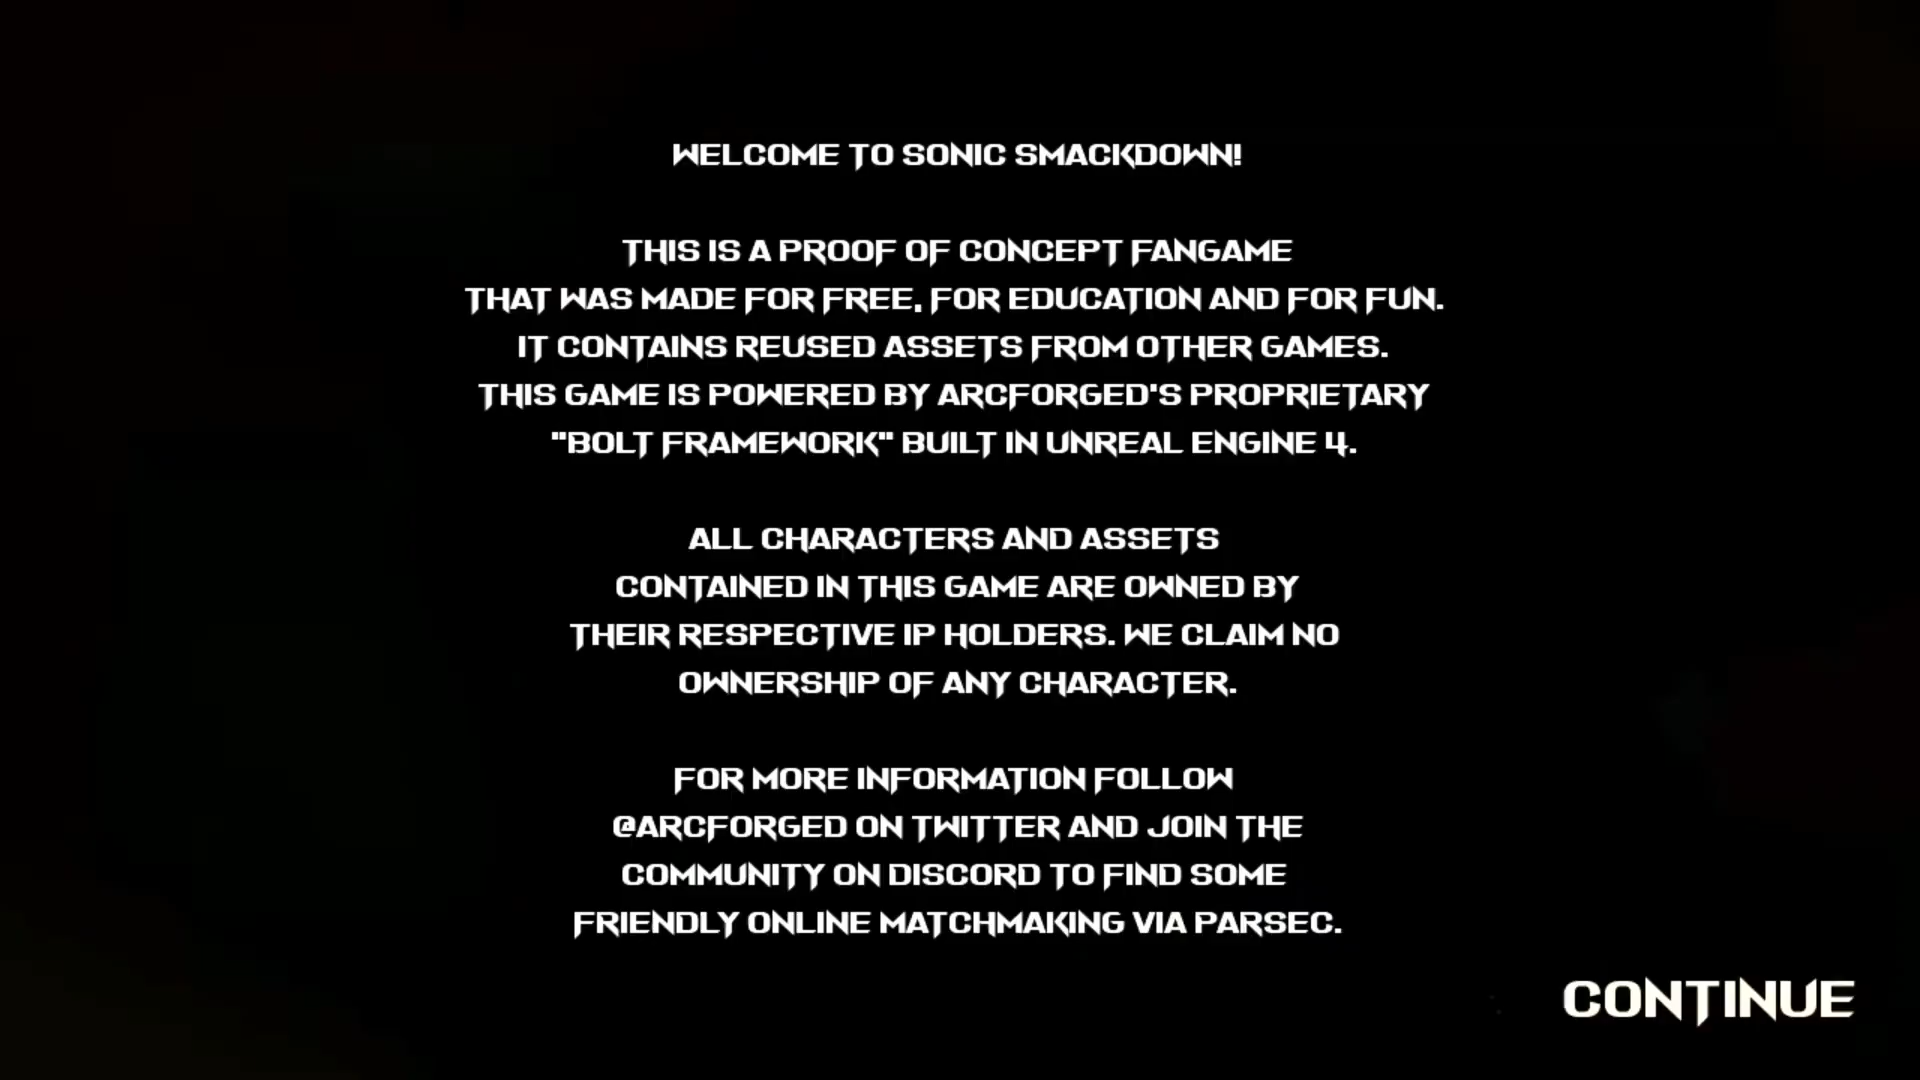 WELCOME TO SONIC SMACKDOWN!
THIS IS A PROOF OF CONCEPT FANGAME
THAT WAS MADE FOR FREE, FOR EDUCATION AND FOR FUN.
IT CONTAINS REUSED ASSETS FROM OTHER GAMES.
THIS GAME IS POWERED BY ARCFORGED'S PROPRIETARY
"BOLT FRAMEWORK" BUILT IN UNREAL ENGINE 4.
ALL CHARACTERS AND ASSETS
CONTAINED IN THIS GAME ARE OWNED BY
THEIR RESPECTIVE IP HOLDERS. WE CLAIM NO
OWNERSHIP OF ANY CHARACTER.
FOR MORE INFORMATION FOLLOW
@ARCFORGED ON TWITTER AND JOIN THE
COMMUNITY ON DISCORD TO FIND SOME
FRIENDLY ONLINE MATCHMAKING VIA PARSEC.
CONTINUE